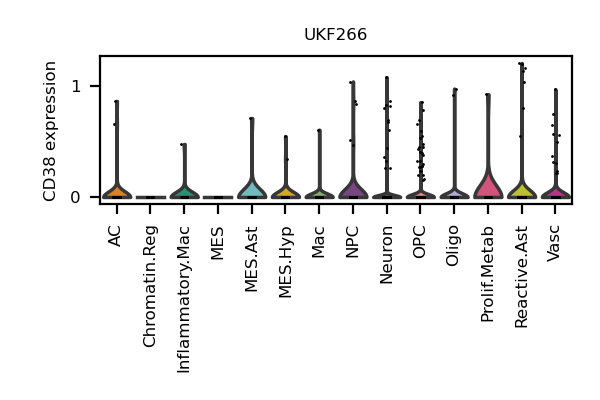 UKF266
CD38 expression
1
0
AC
Chromatin.Reg
Inflammatory.Mac
MES
MES.Ast
MES.Hyp
Mac
NPC
Neuron
OPC
Oligo
Prolif.Metab
Reactive.Ast
Vasc